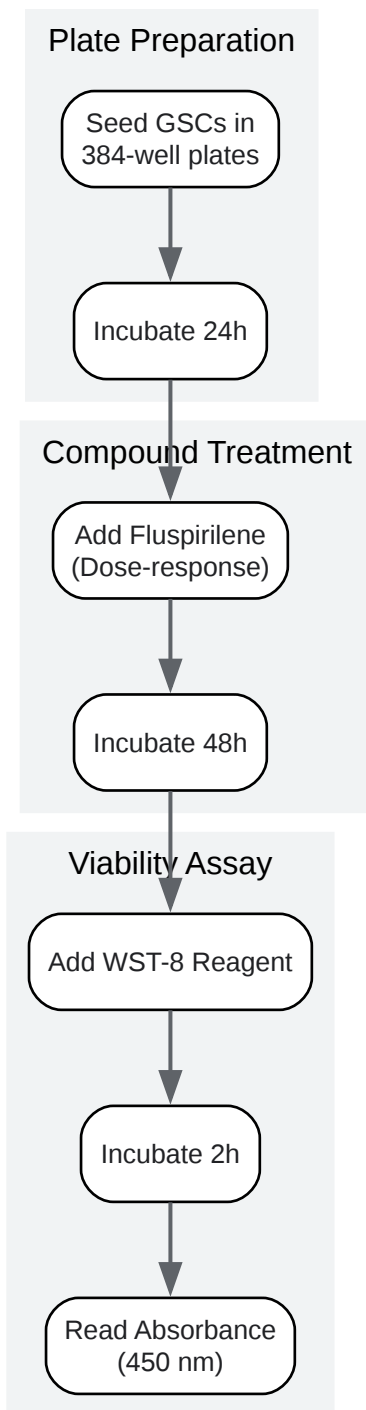 Plate Preparation
Seed GSCs in
384-well plates
Incubate 24h
Compound Treatment
Add Fluspirilene
(Dose-response)
Incubate 48h
Viability Assay
Add WST-8 Reagent
Incubate 2h
Read Absorbance
(450 nm)